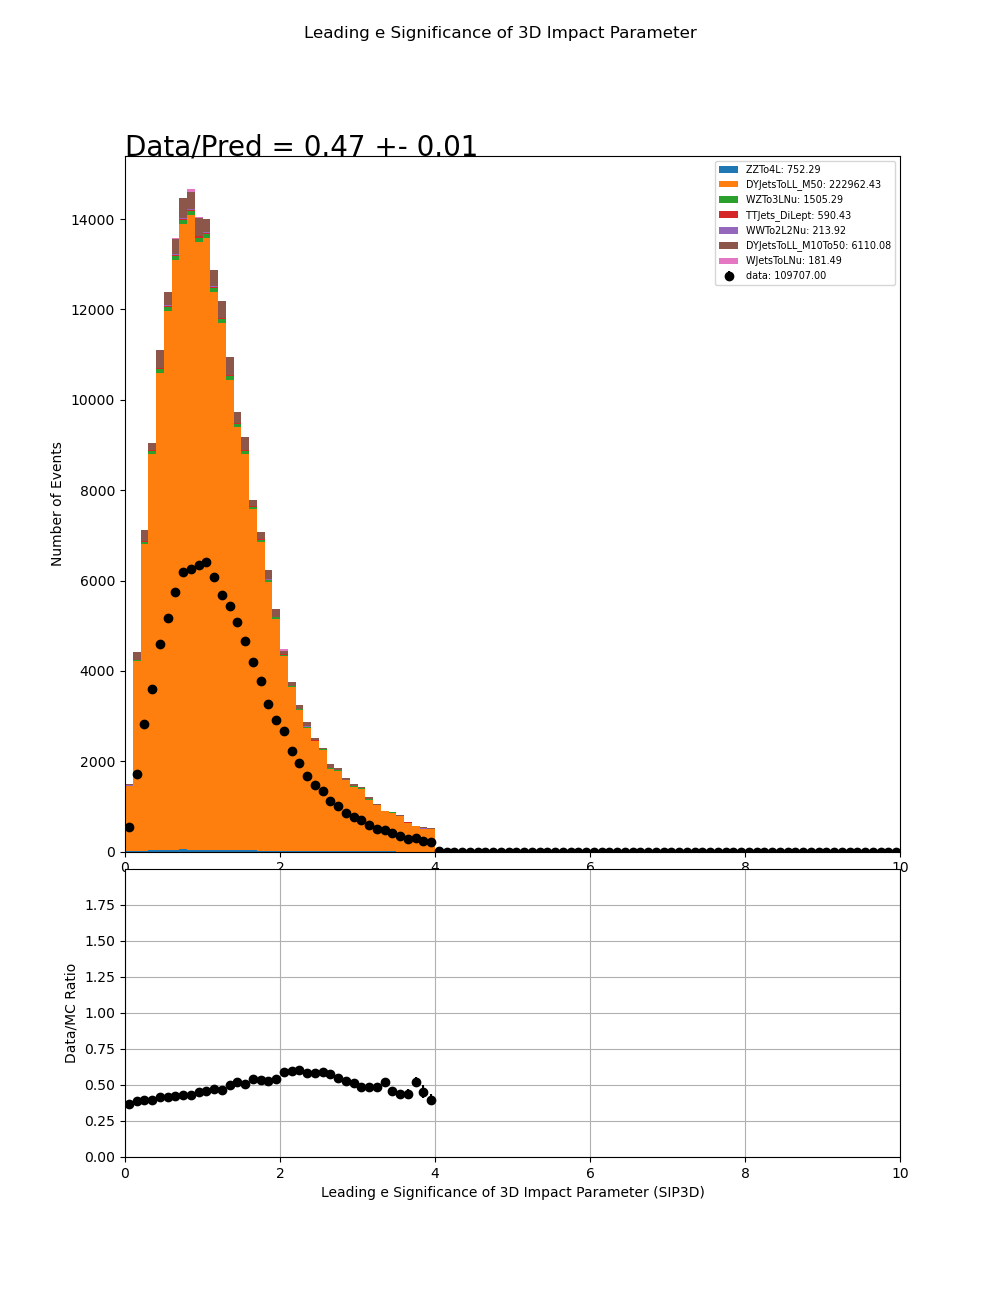 Leading e Significance of 3D Impact Parameter
Data/Pred = 0.47 +- 0.01
ZZTo4L: 752.29
DYJetsToLL_M50: 222962.43
WZTo3LNu: 1505.29
TTJets_DiLept: 590.43
WWTo2L2Nu: 213.92
DYJetsToLL_M10To50: 6110.08
WJetsToLNu: 181.49
data: 109707.00
14000
12000
10000
8000
6000
4000
2000
0
Number of Events
0 2 4 6 8 10
1.75
1.50
1.25
1.00
0.75
0.50
0.25
0.00
Data/MC Ratio
0 2 4 6 8 10
Leading e Significance of 3D Impact Parameter (SIP3D)